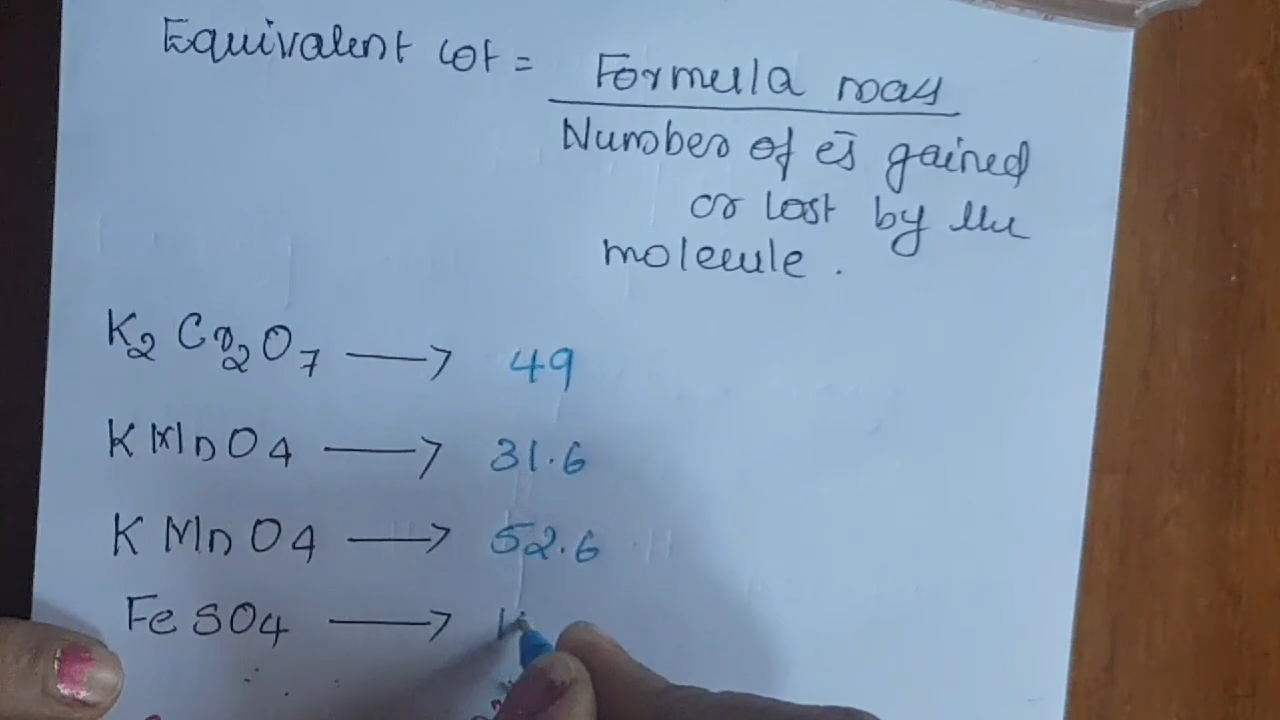 Equivalent wt = Formula mass
Number of es gained
or lost by the
molecule.
K2Cr2O7 → 49
KMnO4 → 31.6
KMnO4 → 52.6
FeSO4 →